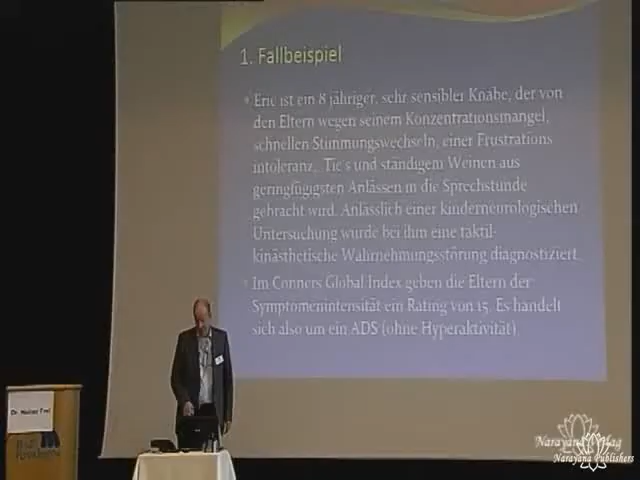 1. Fallbeispiel
Eric ist ein 8 jähriger, sehr sensibler Knabe, der von
den Eltern wegen seinem Konzentrationsmangel,
schnellen Stimmungswechseln, einer Frustrations
intoleranz, Tic's und ständigem Weinen aus
geringfügigsten Anlässen in die Sprechstunde
gebracht wird. Anlässlich einer kinderneurologischen
Untersuchung wurde bei ihm eine taktil-
kinästhetische Wahrnehmungsstörung diagnostiziert.
Im Conners Global Index geben die Eltern der
Symptomenintensität ein Rating von 15. Es handelt
sich also um ein ADS (ohne Hyperaktivität)
Dr. Heiner Frei
Narayana Verlag
Narayana Publishers